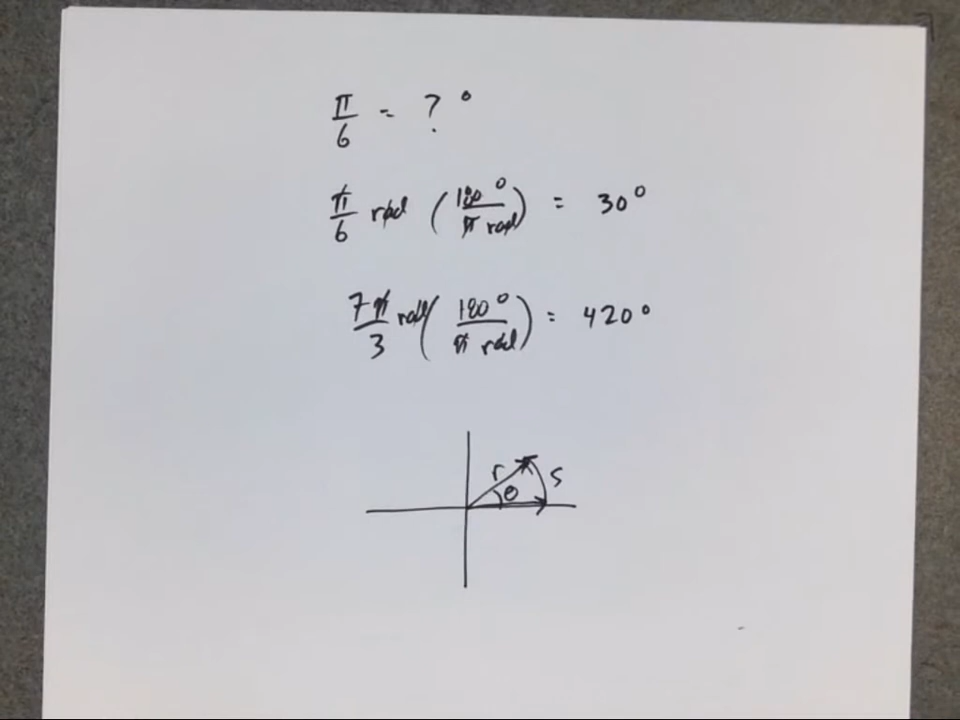 π/6 = ? °
π/6 rad (180°/π rad) = 30°
7π/3 rad (180°/π rad) = 420°
r θ s